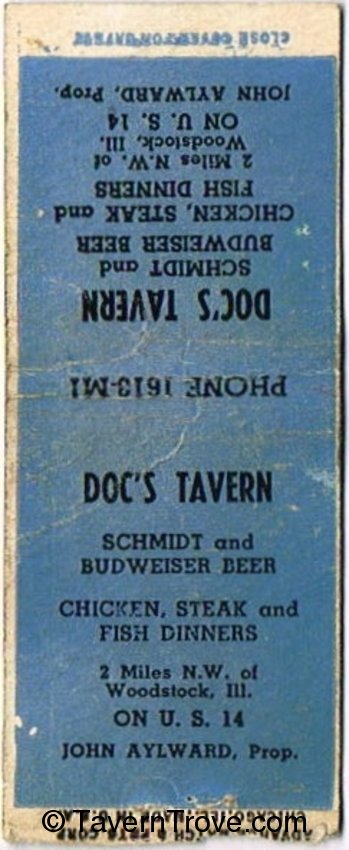 CLOSE COVER
JOHN AYLWARD, Prop.
ON U. S. 14
Woodstock, Ill.
2 Miles N.W. of
FISH DINNERS
CHICKEN, STEAK and
BUDWEISER BEER
SCHMIDT and
DOC'S TAVERN
PHONE 1613-M1
DOC'S TAVERN
SCHMIDT and
BUDWEISER BEER
CHICKEN, STEAK and
FISH DINNERS
2 Miles N.W. of
Woodstock, Ill.
ON U. S. 14
JOHN AYLWARD, Prop.
©TavernTrove.com